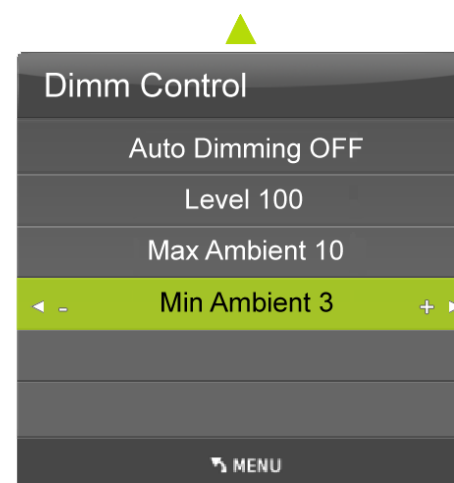 Dimm Control
Auto Dimming OFF
Level 100
Max Ambient 10
- Min Ambient 3 +
MENU